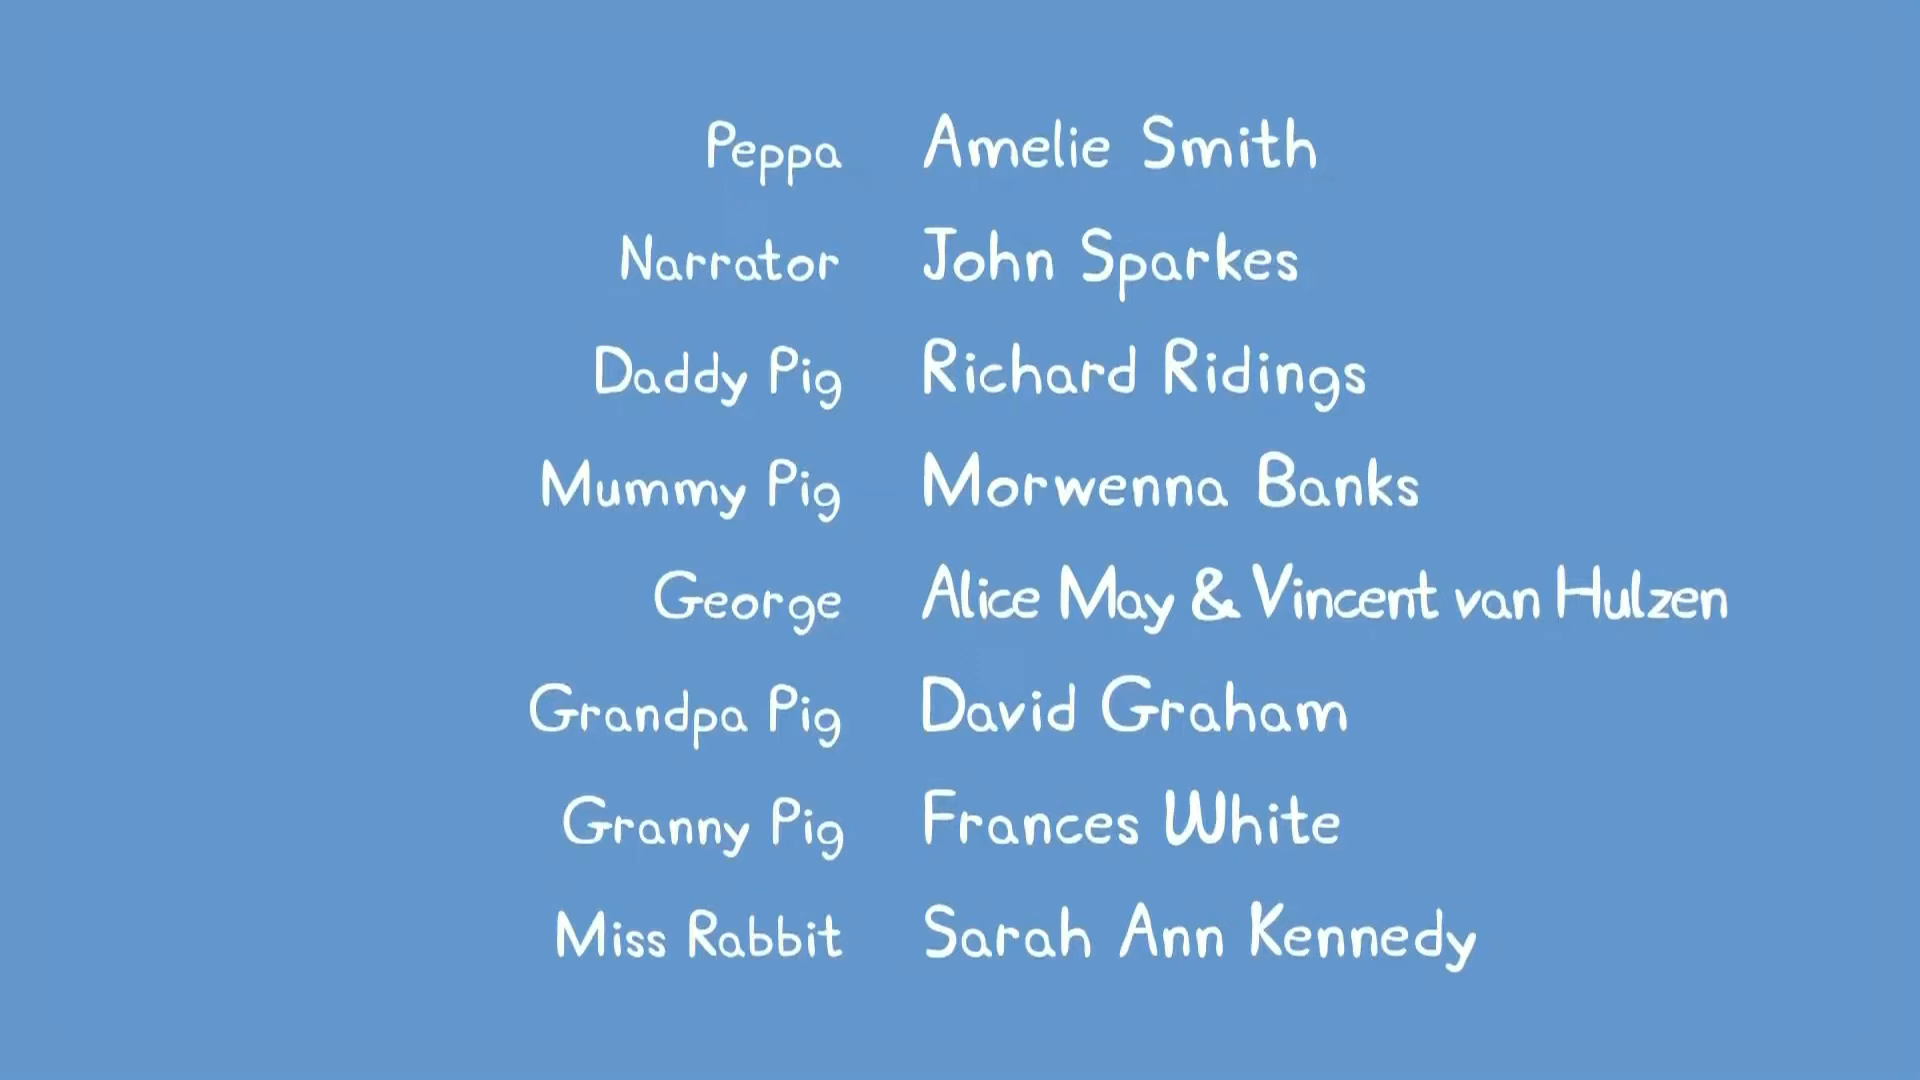 Peppa Amelie Smith
Narrator John Sparkes
Daddy Pig Richard Ridings
Mummy Pig Morwenna Banks
George Alice May & Vincent van Hulzen
Grandpa Pig David Graham
Granny Pig Frances White
Miss Rabbit Sarah Ann Kennedy